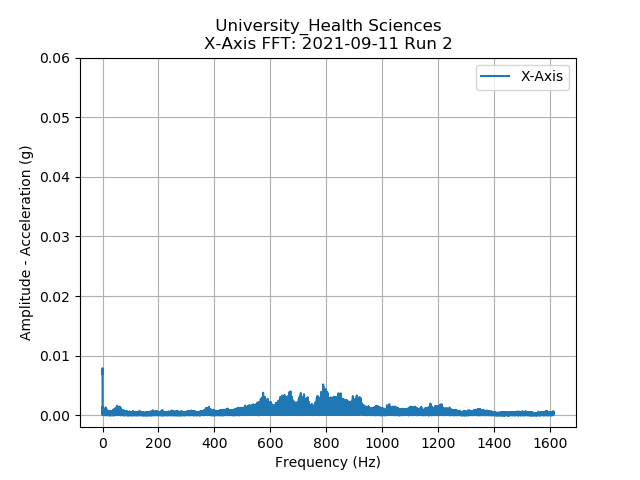 University_Health Sciences
X-Axis FFT: 2021-09-11 Run 2
X-Axis
0.06
0.05
0.04
0.03
0.02
0.01
0.00
Amplitude - Acceleration (g)
0 200 400 600 800 1000 1200 1400 1600
Frequency (Hz)